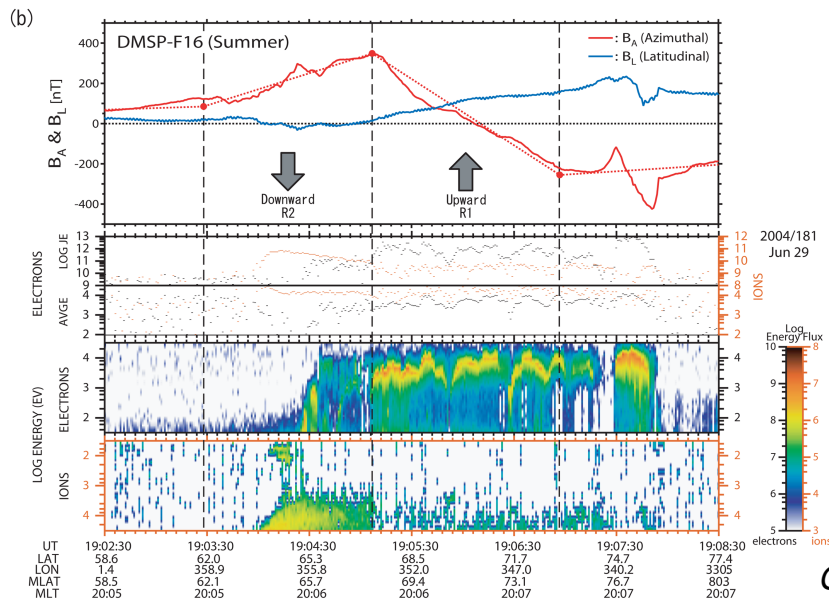 (b)
DMSP-F16 (Summer)
: B_A (Azimuthal)
: B_L (Latitudinal)
B_A & B_L [nT]
400
200
0
-200
-400
Downward
R2
Upward
R1
ELECTRONS
LOG JE
13
12
11
10
9
12
11
10
9
8
IONS
2004/181
Jun 29
AVGE
4
3
2
4
3
2
LOG ENERGY (EV)
ELECTRONS
4
3
2
IONS
2
3
4
Log
Energy Flux
10
9
8
7
6
5
8
7
6
5
4
3
electrons
ions
UT 19:02:30 19:03:30 19:04:30 19:05:30 19:06:30 19:07:30 19:08:30
LAT 58.6 62.0 65.3 68.5 71.7 74.7 77.4
LON 1.4 358.9 355.8 352.0 347.0 340.2 3305
MLAT 58.5 62.1 65.7 69.4 73.1 76.7 803
MLT 20:05 20:05 20:06 20:06 20:07 20:07 20:07